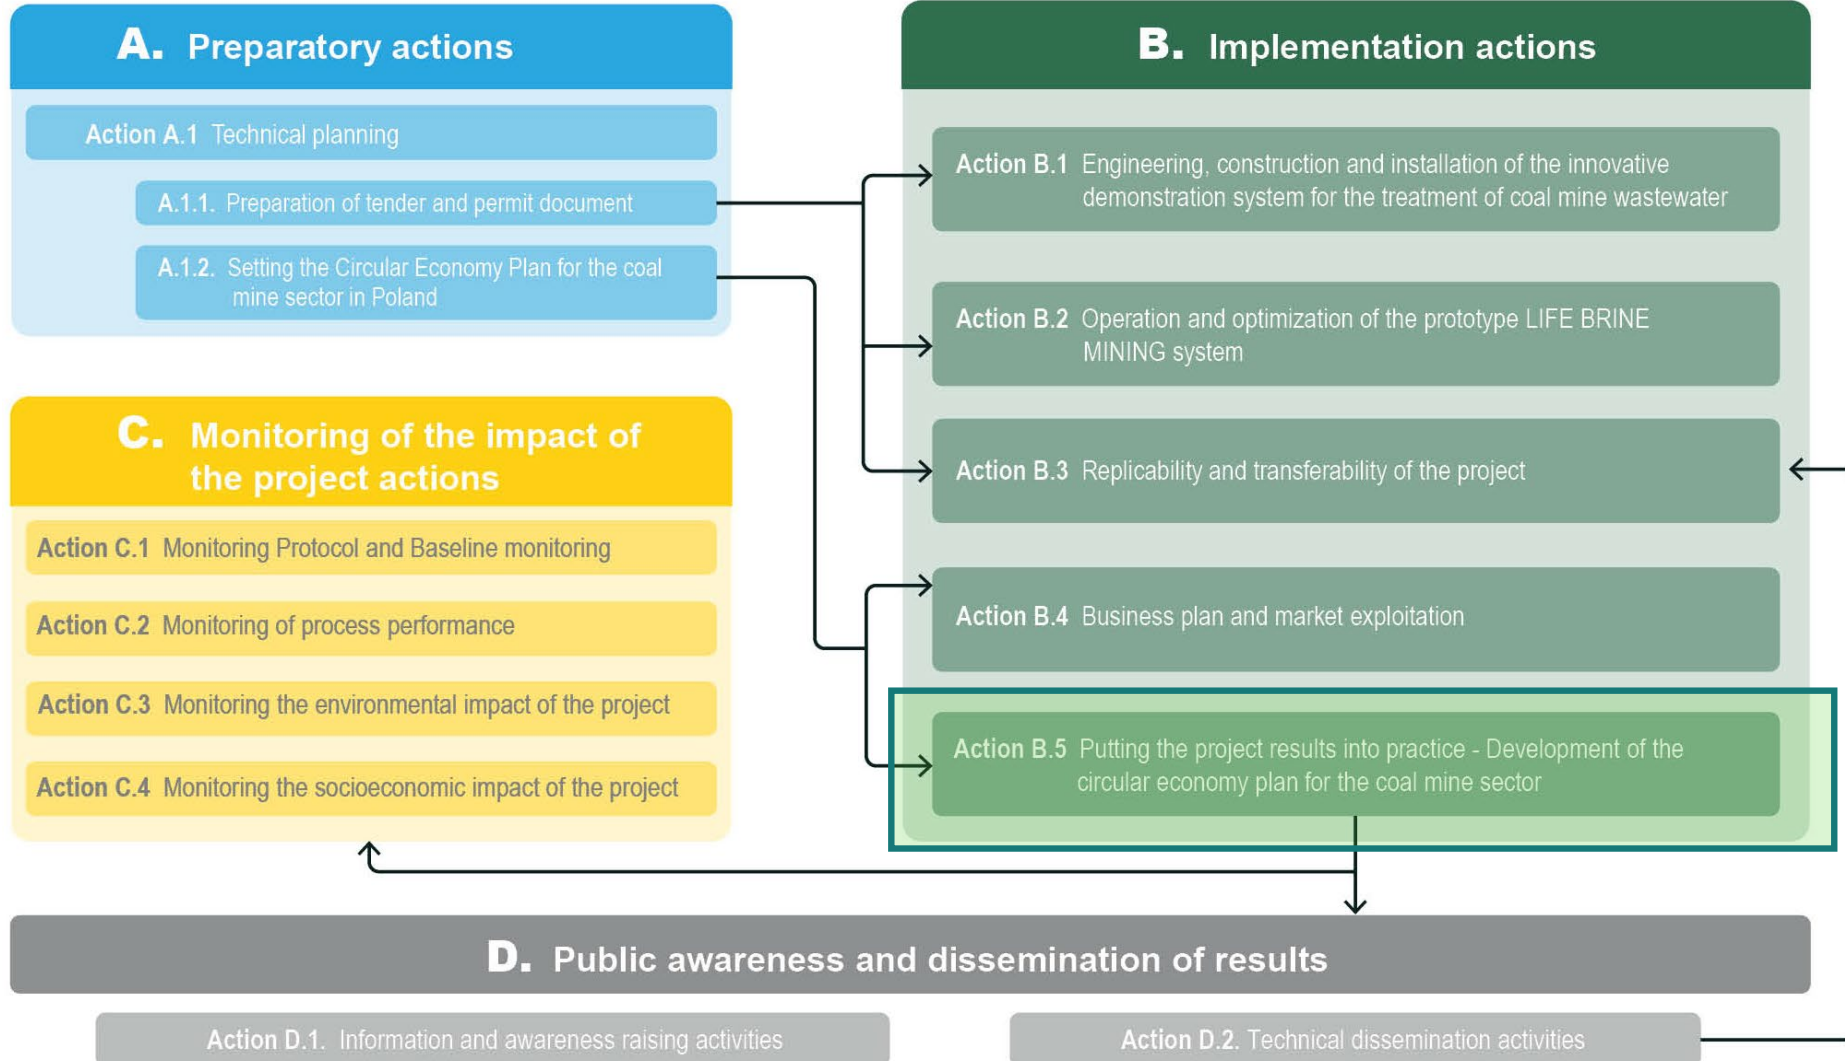 A. Preparatory actions
Action A.1 Technical planning
A.1.1. Preparation of tender and permit document
A.1.2. Setting the Circular Economy Plan for the coal
mine sector in Poland
B. Implementation actions
Action B.1 Engineering, construction and installation of the innovative
demonstration system for the treatment of coal mine wastewater
Action B.2 Operation and optimization of the prototype LIFE BRINE
MINING system
Action B.3 Replicability and transferability of the project
Action B.4 Business plan and market exploitation
Action B.5 Putting the project results into practice - Development of the
circular economy plan for the coal mine sector
C. Monitoring of the impact of
the project actions
Action C.1 Monitoring Protocol and Baseline monitoring
Action C.2 Monitoring of process performance
Action C.3 Monitoring the environmental impact of the project
Action C.4 Monitoring the socioeconomic impact of the project
D. Public awareness and dissemination of results
Action D.1. Information and awareness raising activities
Action D.2. Technical dissemination activities